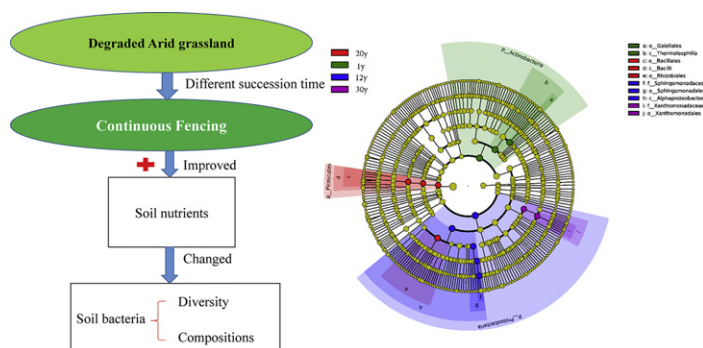 Degraded Arid grassland
Different succession time
Continuous Fencing
Improved
Soil nutrients
Changed
Soil bacteria
Diversity
Compositions
20y
1y
12y
30y
p__Actinobacteria
p__Firmicutes
p__Proteobacteria
a: o__Gaiellales
b: c__Thermoleophilia
c: o__Bacillales
d: c__Bacilli
e: o__Rhizobiales
f: f__Sphingomonadaceae
g: o__Sphingomonadales
h: c__Alphaproteobacter
i: f__Xanthomonadaceae
j: o__Xanthomonadales